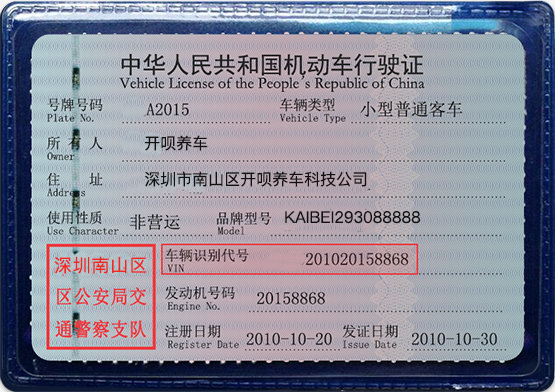 中华人民共和国机动车行驶证
Vehicle License of the People's Republic of China
号牌号码 A2015 车辆类型 小型普通客车
Plate No. Vehicle Type
所有人 开呗养车
Owner
住址 深圳市南山区开呗养车科技公司
Address
使用性质 非营运 品牌型号 KAIBEI293088888
Use Character Model
深圳南山区
区公安局交
通警察支队
车辆识别代号 201020158868
VIN
发动机号码 20158868
Engine No.
注册日期 2010-10-20 发证日期 2010-10-30
Register Date Issue Date